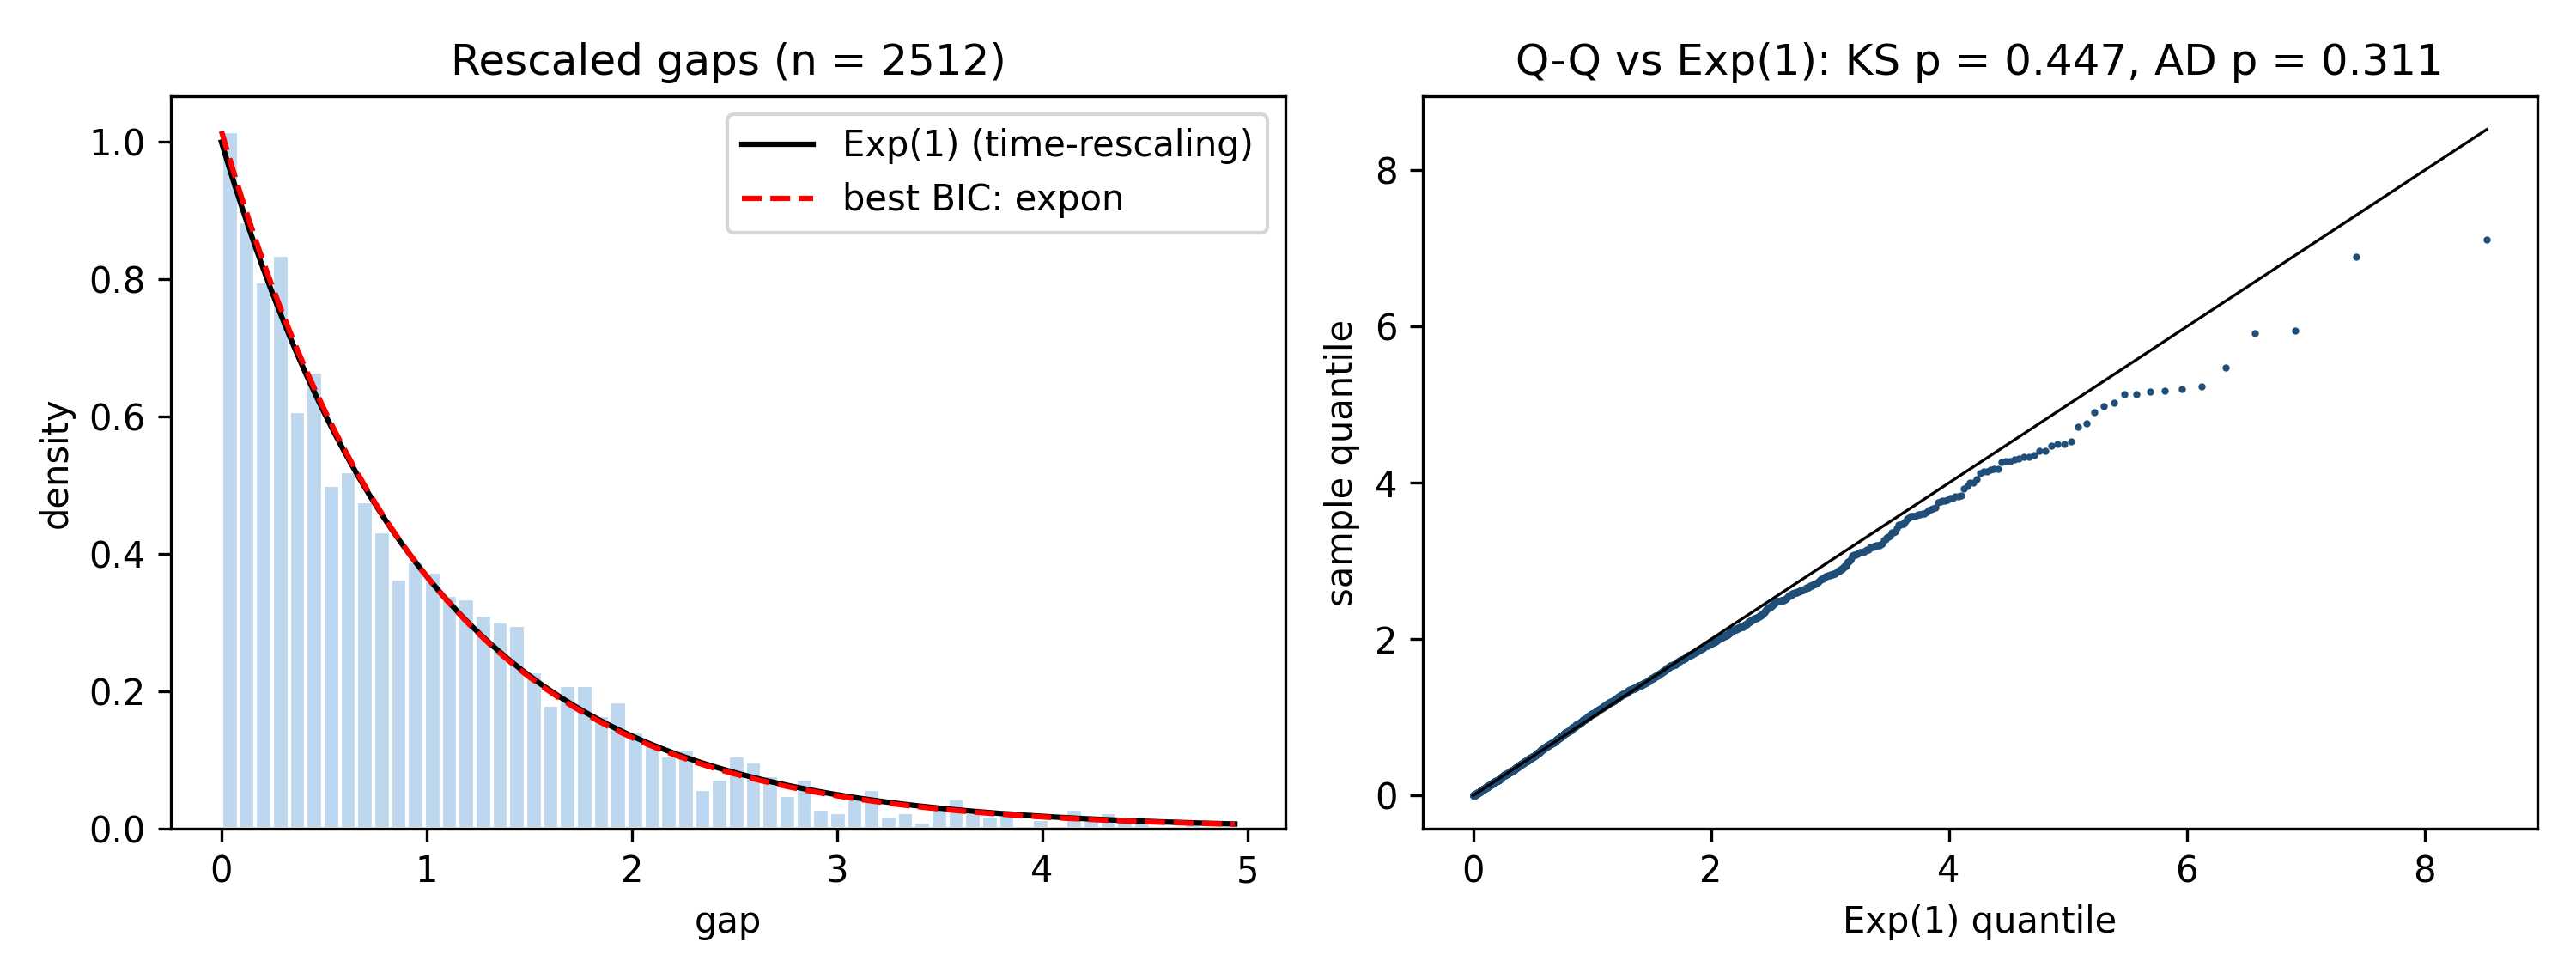 Rescaled gaps (n = 2512)
1.0
0.8
0.6
0.4
0.2
0.0
density
Exp(1) (time-rescaling)
best BIC: expon
0 1 2 3 4 5
gap
Q-Q vs Exp(1): KS p = 0.447, AD p = 0.311
8
6
4
2
0
sample quantile
0 2 4 6 8
Exp(1) quantile